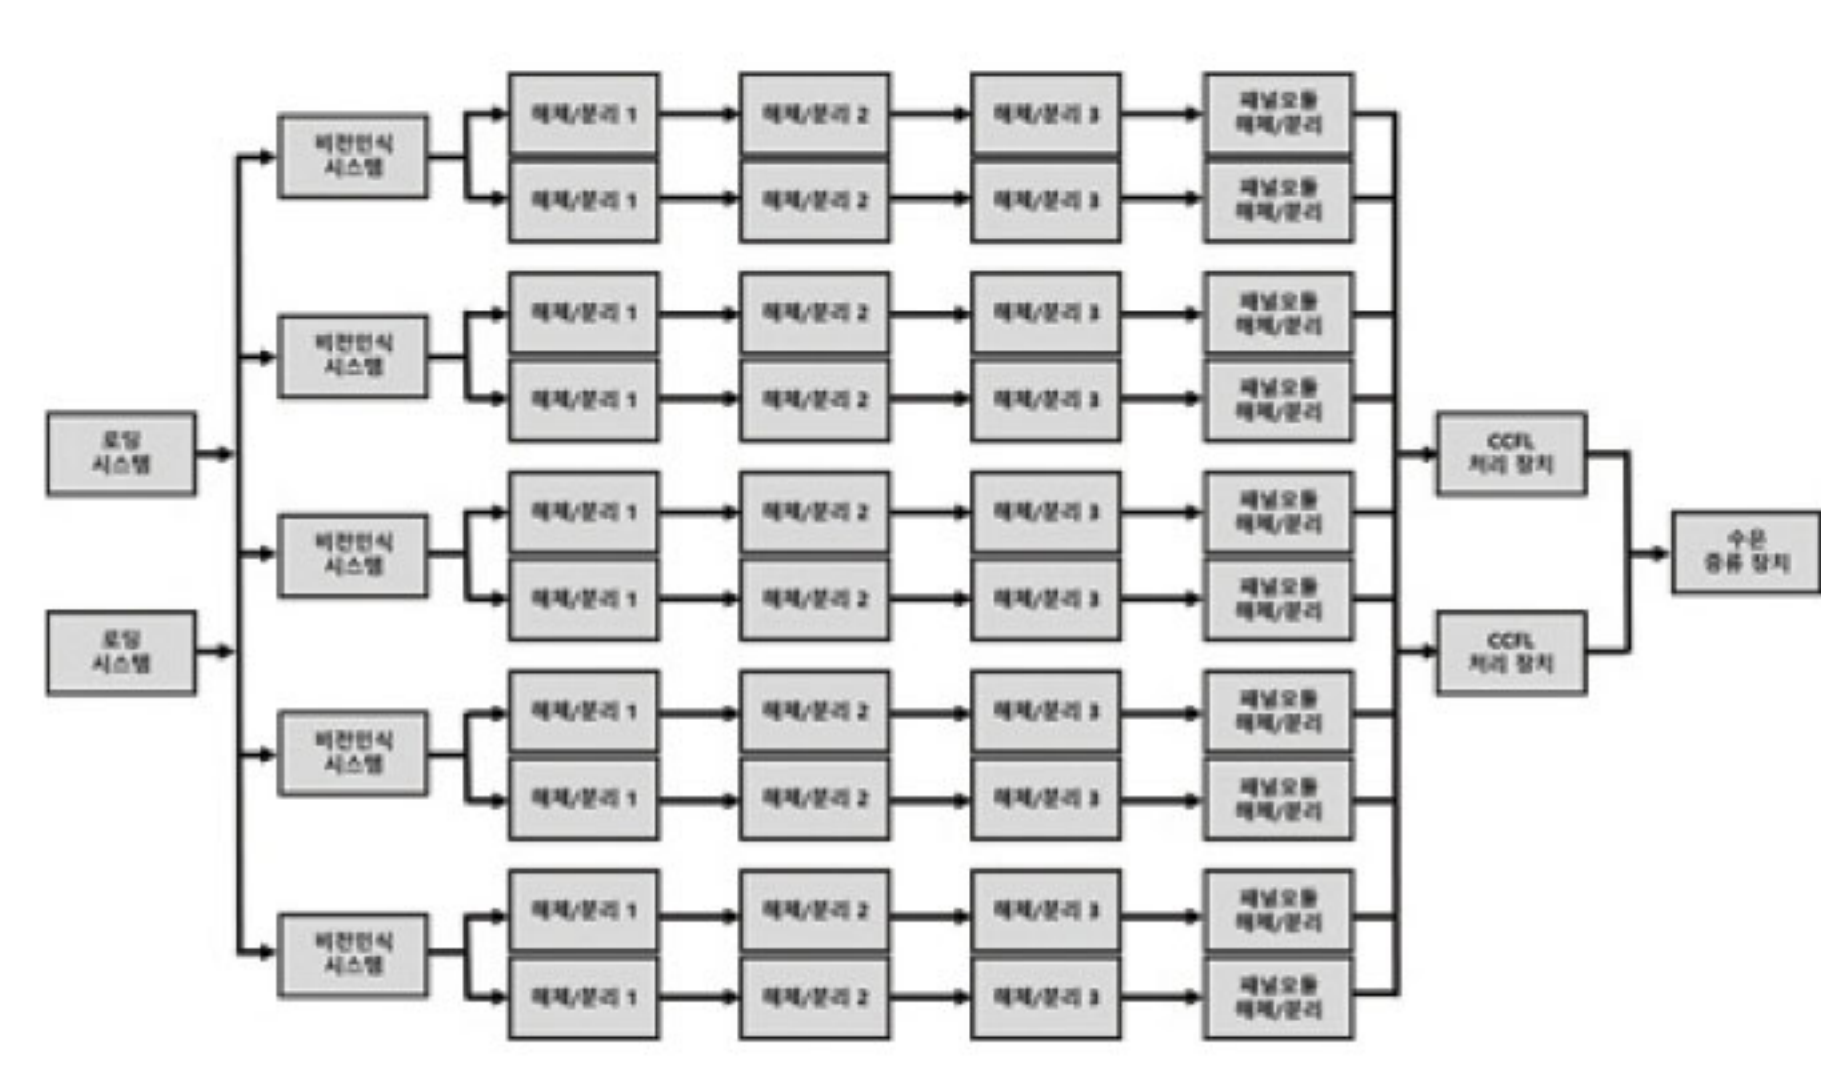 해체/분리 1
해체/분리 2
해체/분리 3
패널모듈
해체/분리
비전인식
시스템
해체/분리 1
해체/분리 2
해체/분리 3
패널모듈
해체/분리
해체/분리 1
해체/분리 2
해체/분리 3
패널모듈
해체/분리
비전인식
시스템
해체/분리 1
해체/분리 2
해체/분리 3
패널모듈
해체/분리
로딩
시스템
CCFL
처리 장치
해체/분리 1
해체/분리 2
해체/분리 3
패널모듈
해체/분리
비전인식
시스템
수은
증류 장치
해체/분리 1
해체/분리 2
해체/분리 3
패널모듈
해체/분리
로딩
시스템
CCFL
처리 장치
해체/분리 1
해체/분리 2
해체/분리 3
패널모듈
해체/분리
비전인식
시스템
해체/분리 1
해체/분리 2
해체/분리 3
패널모듈
해체/분리
해체/분리 1
해체/분리 2
해체/분리 3
패널모듈
해체/분리
비전인식
시스템
해체/분리 1
해체/분리 2
해체/분리 3
패널모듈
해체/분리